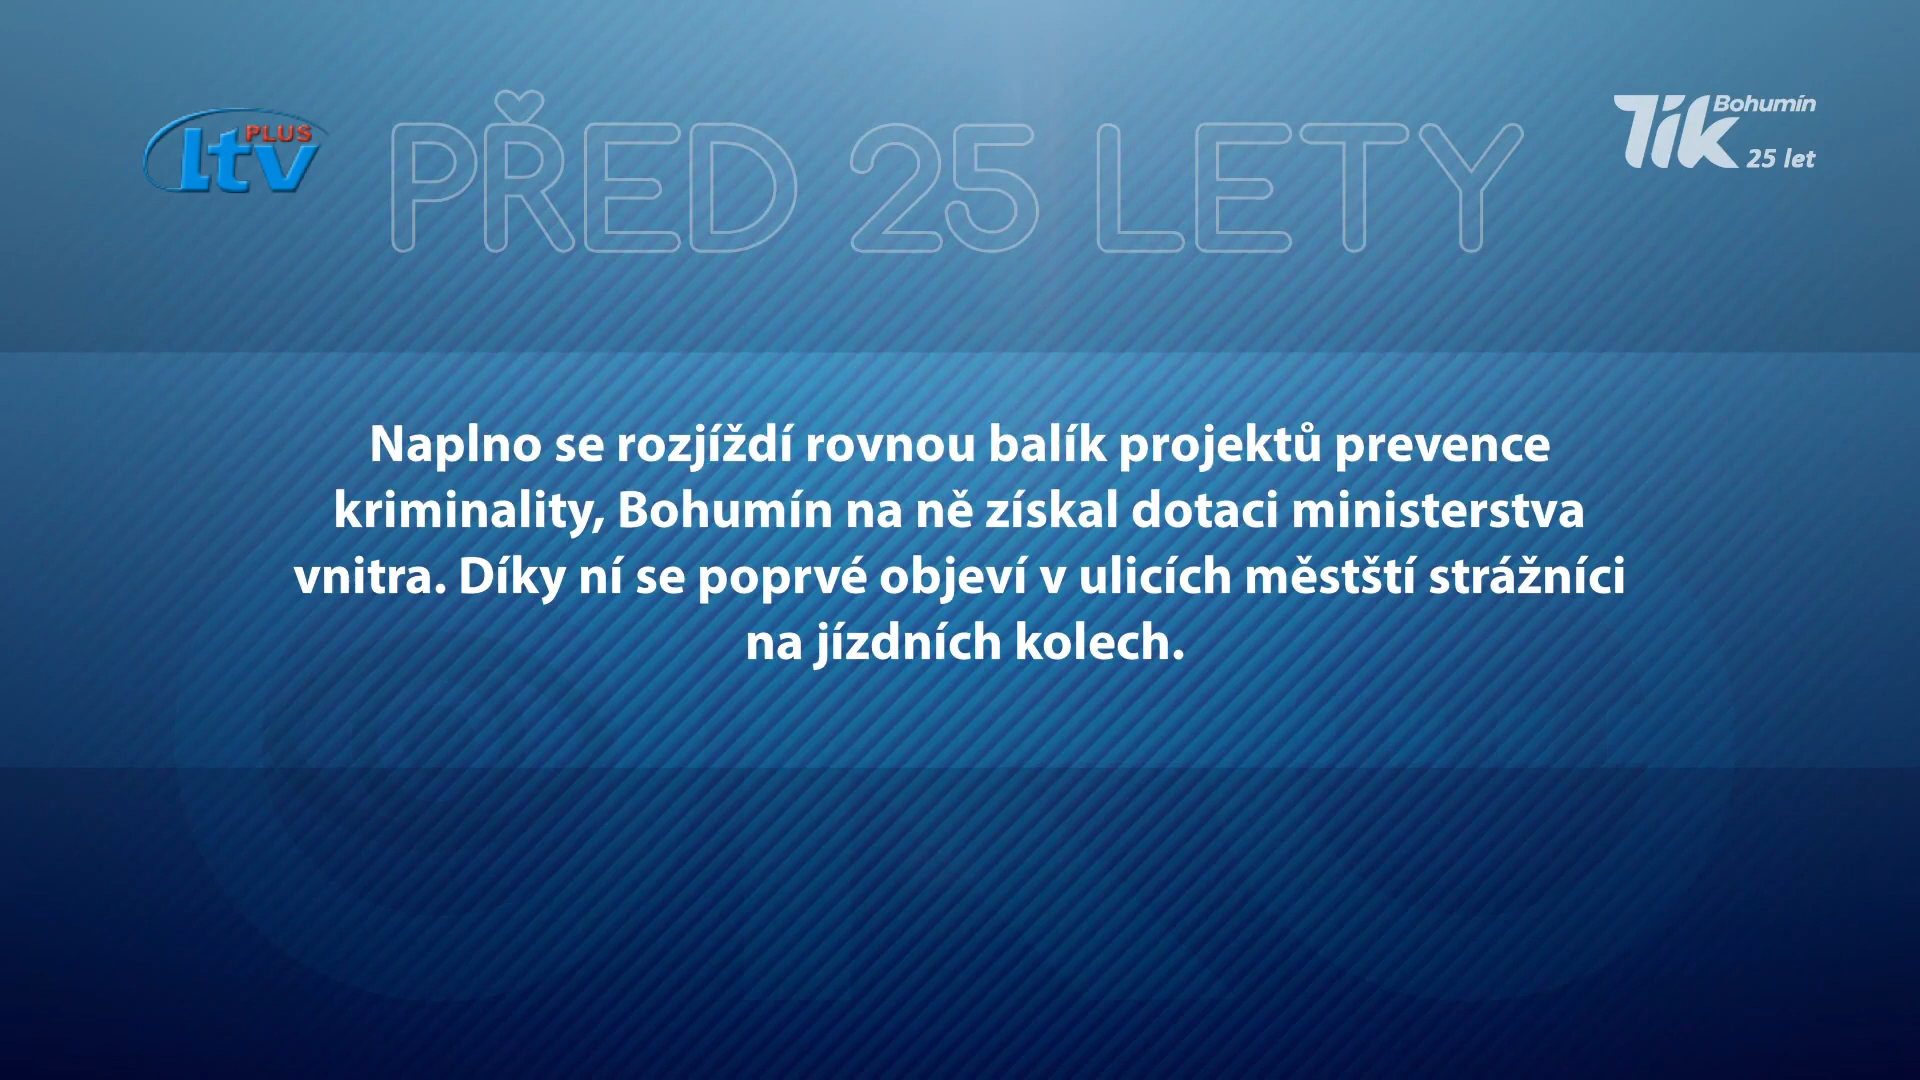 ltv PLUS
PŘED 25 LETY
Tik Bohumín
25 let
Naplno se rozjíždí rovnou balík projektů prevence
kriminality, Bohumín na ně získal dotaci ministerstva
vnitra. Díky ní se poprvé objeví v ulicích městští strážníci
na jízdních kolech.